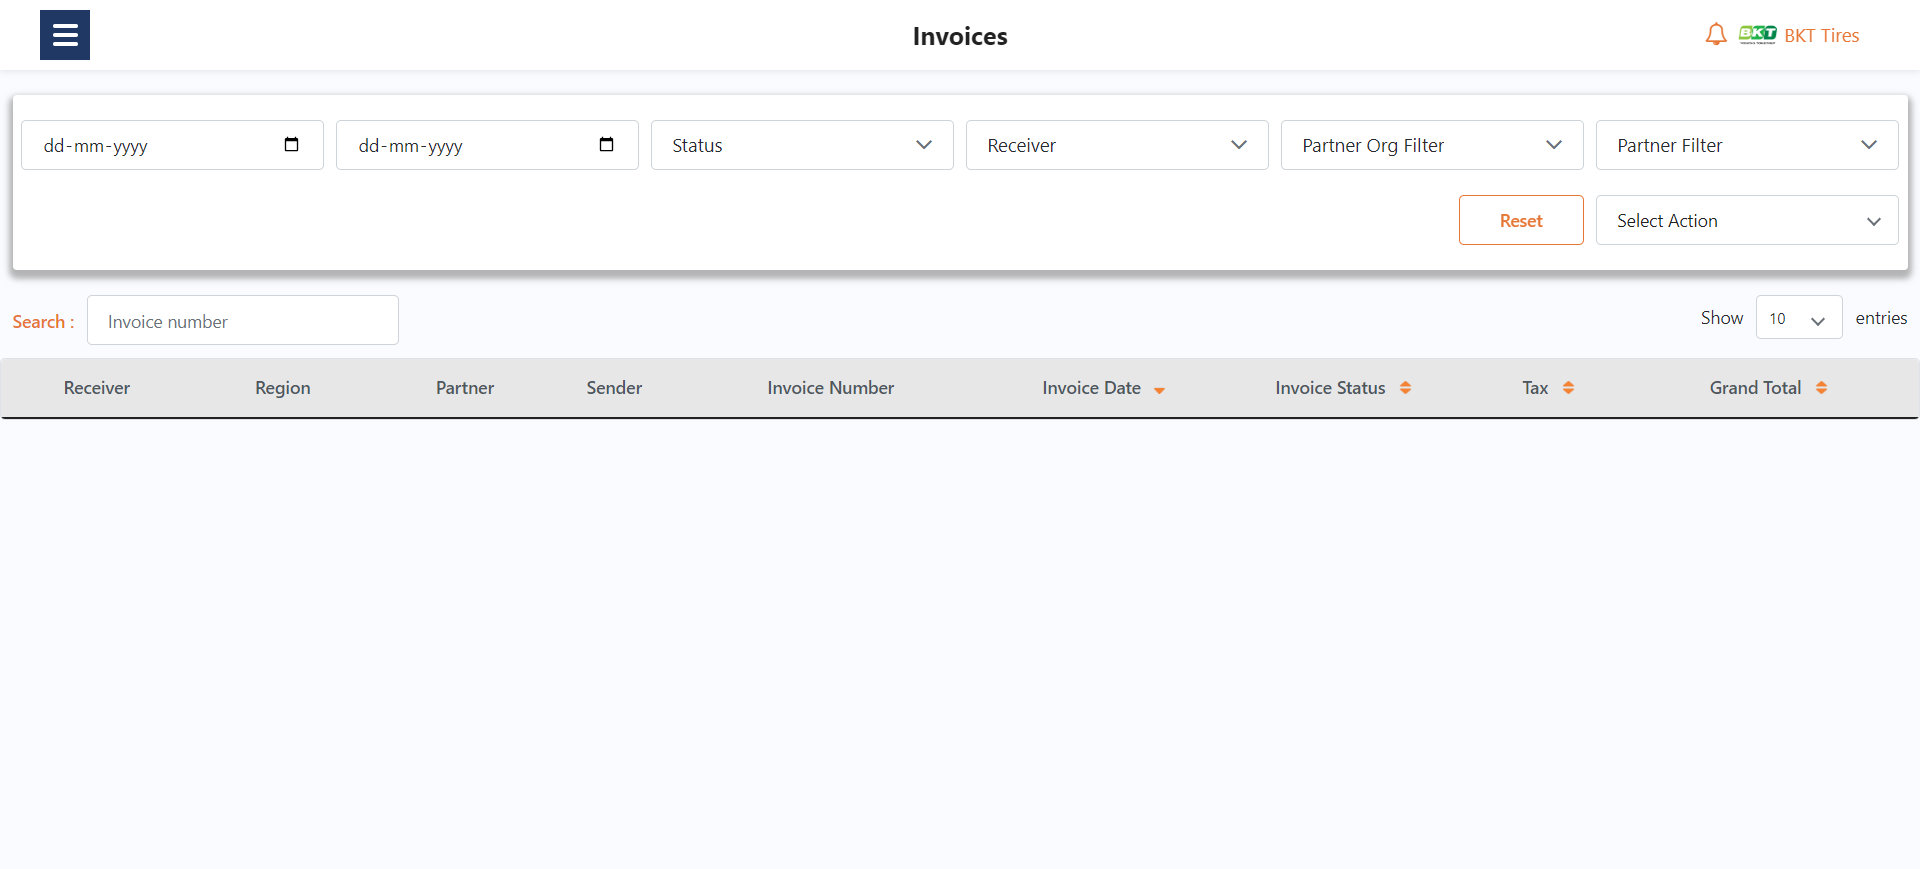 Invoices
BKT BKT Tires
dd-mm-yyyy dd-mm-yyyy Status Receiver Partner Org Filter Partner Filter
Reset Select Action
Search : Invoice number Show 10 entries
Receiver Region Partner Sender Invoice Number Invoice Date Invoice Status Tax Grand Total